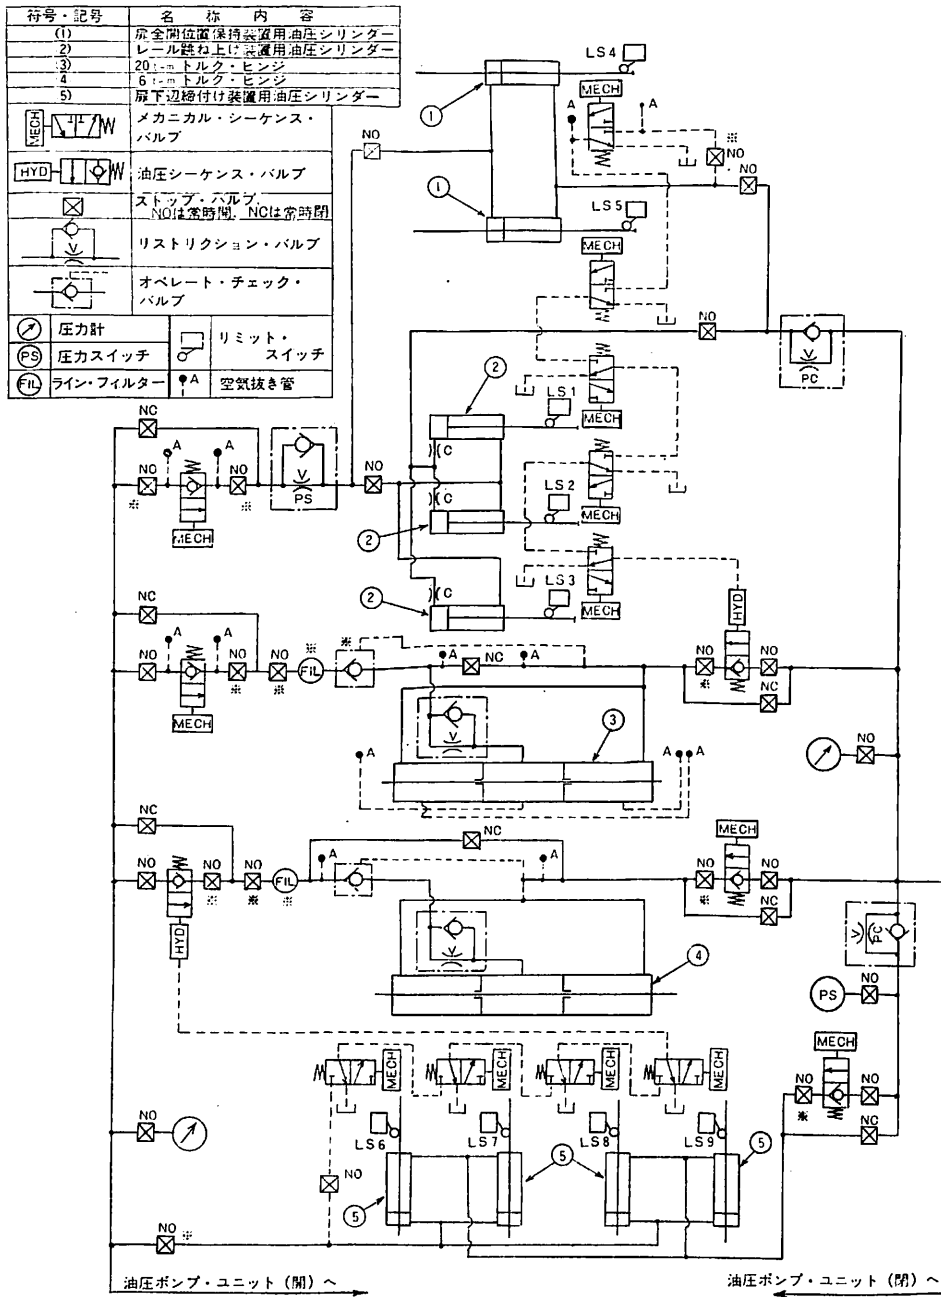 符号・記号 名称内容
(1) 扉全開位置保持装置用油圧シリンダー
2) レール跳ね上げ装置用油圧シリンダー
3) 20t-m トルク・ヒンジ
4 6t-m トルク・ヒンジ
5) 扉下辺締付け装置用油圧シリンダー
MECH メカニカル・シーケンス・
バルブ
HYD 油圧シーケンス・バルブ
ストップ・バルブ,
NOは常時開, NCは常時閉
V リストリクション・バルブ
オペレート・チェック・
バルブ
圧力計
リミット・
スイッチ
PS 圧力スイッチ
FIL ライン・フィルター
A 空気抜き管
LS4
MECH
A
A
1
NO
※
NO
NO
1
LS5
MECH
NO
NO
V
PC
2
LS1
MECH
NC
)(C
A
A
NO
NO
V
PS
NO
※
※
MECH
)(C
LS2
MECH
2
)(C
LS3
MECH
2
HYD
NC
A
A
NO
NO
NO
※
※
FIL
※
※
MECH
A
NC
A
NO
NO
※
NC
V
3
A
A
A
NO
NC
NC
MECH
NO
NO
NO
FIL
A
A
NO
NO
※
※
※
※
NC
HYD
V
4
V
PC
PS
NO
MECH
MECH
MECH
MECH
MECH
NO
NO
※
NC
NO
LS6
LS7
LS8
LS9
NO
5
5
5
NO
※
油圧ポンプ・ユニット(開)へ
油圧ポンプ・ユニット(閉)へ